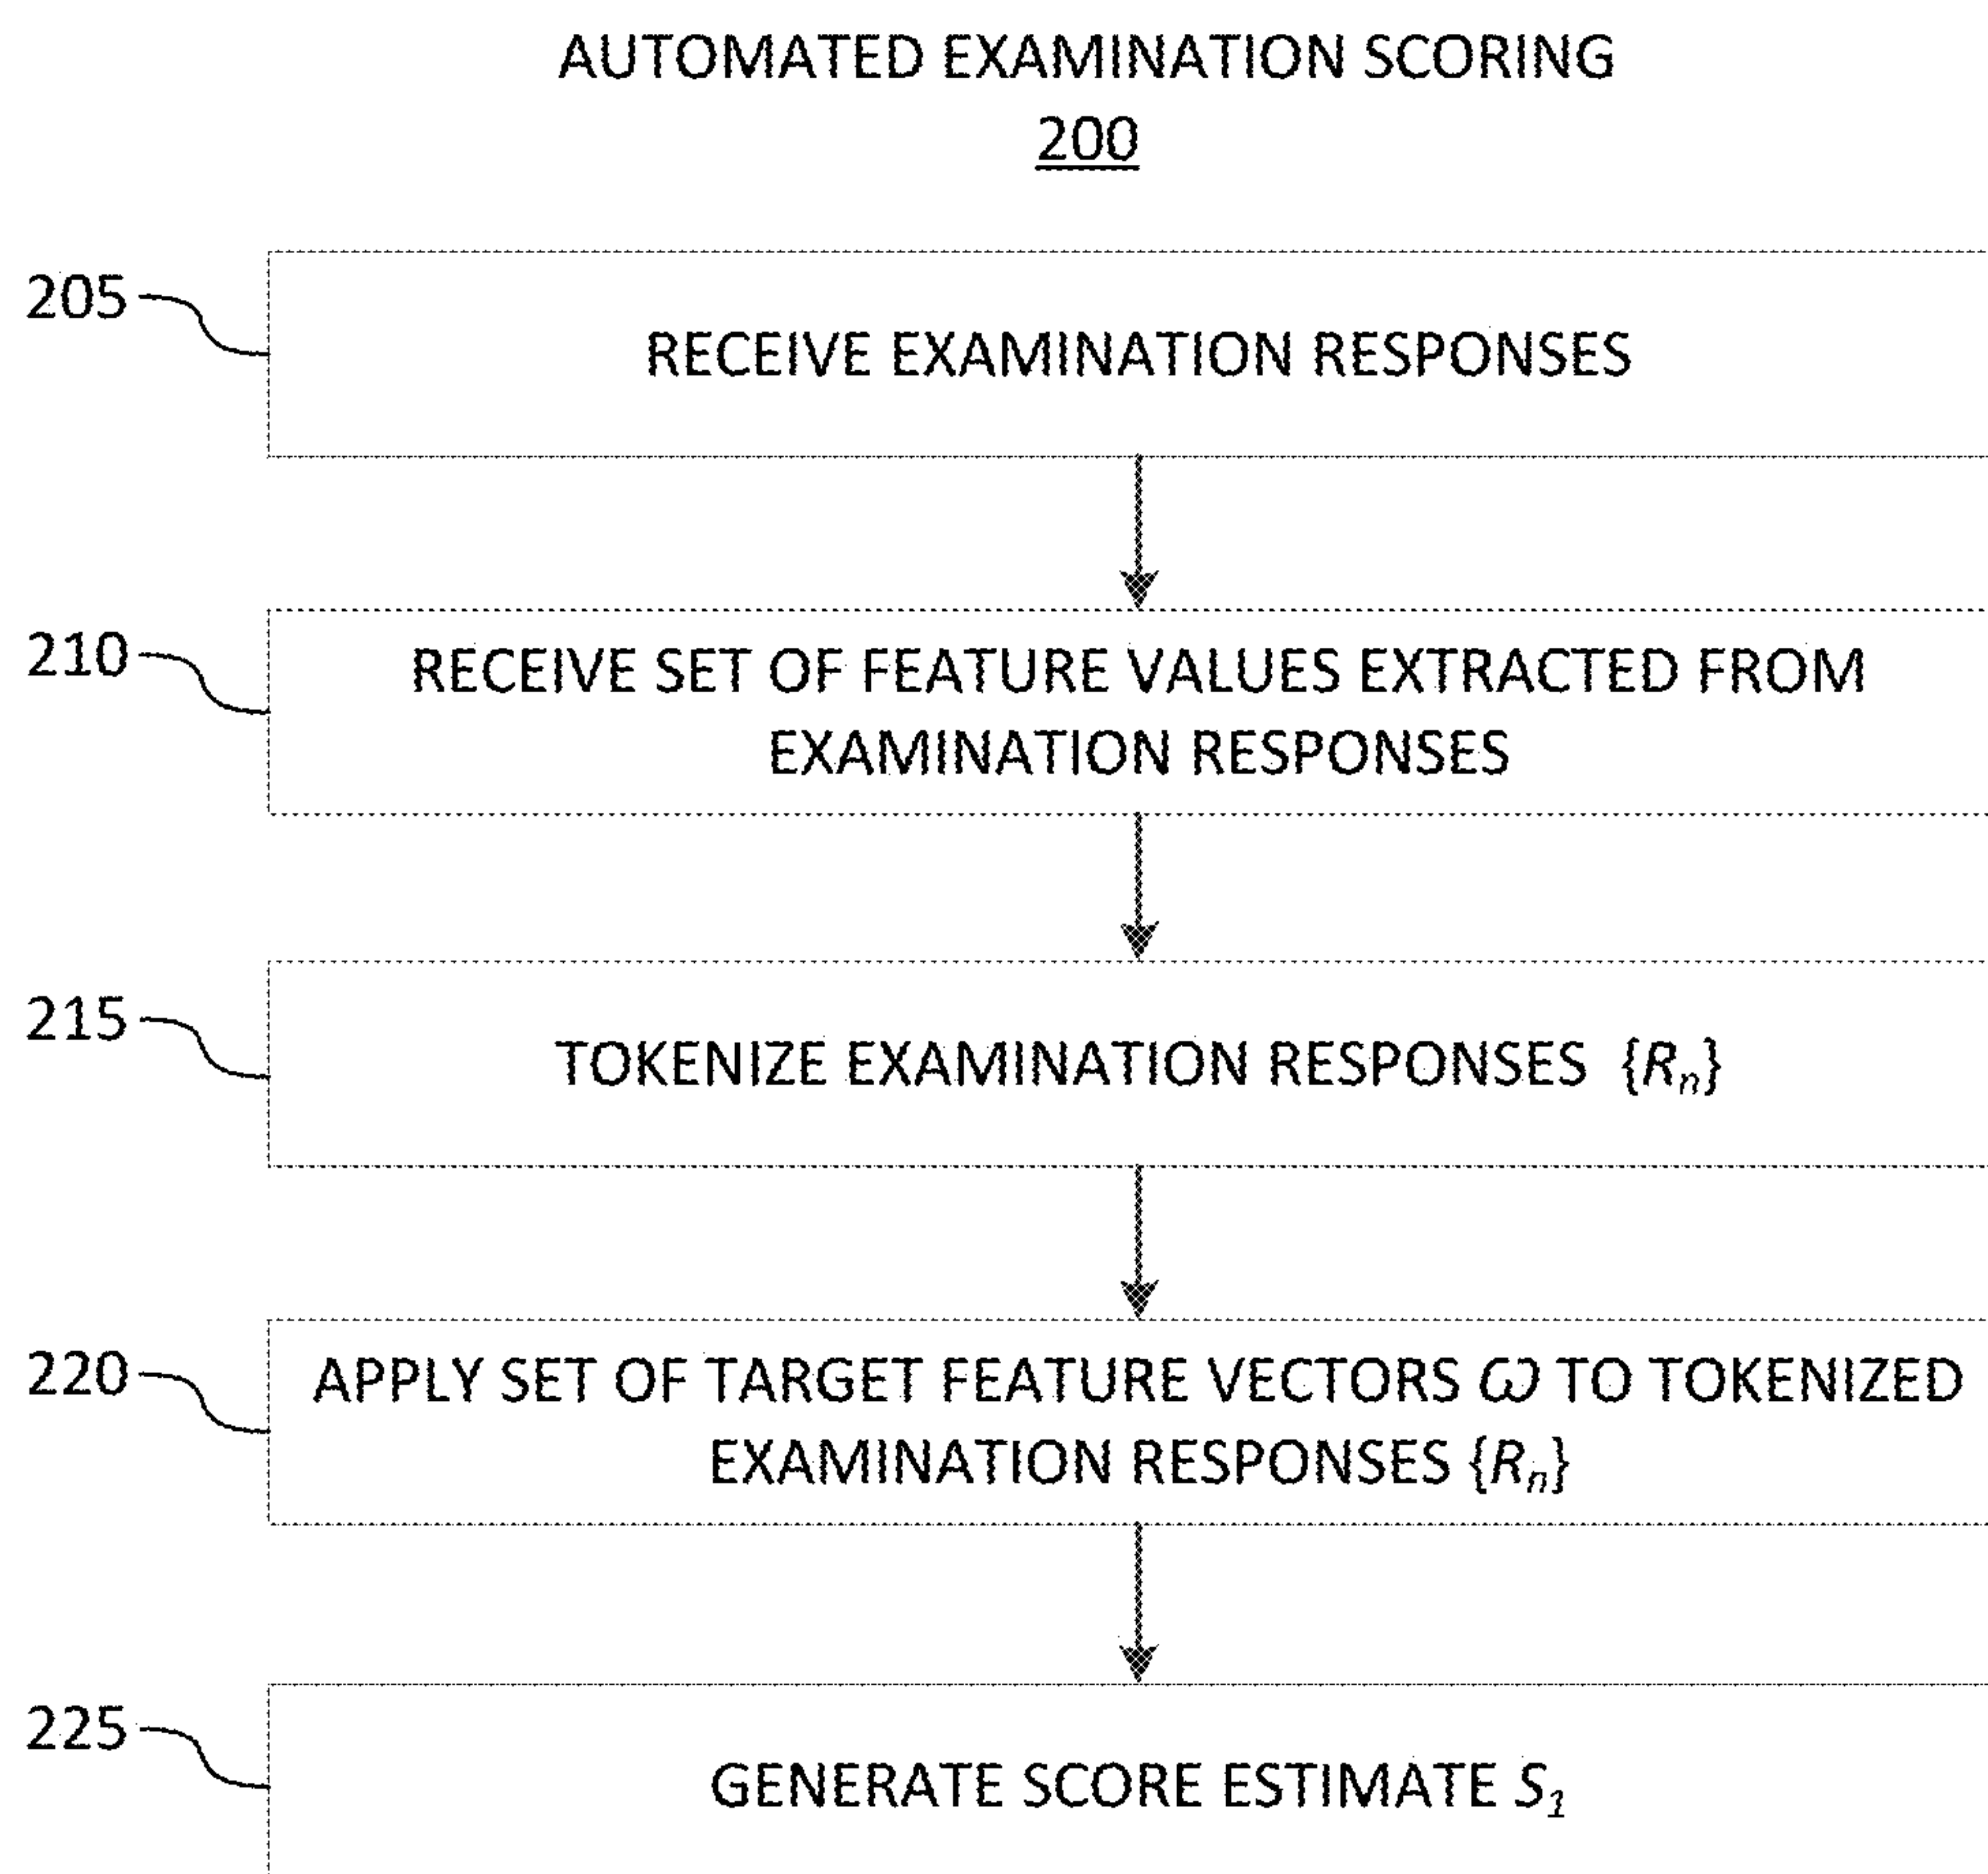 AUTOMATED EXAMINATION SCORING
200
205
RECEIVE EXAMINATION RESPONSES
210
RECEIVE SET OF FEATURE VALUES EXTRACTED FROM
EXAMINATION RESPONSES
215
TOKENIZE EXAMINATION RESPONSES {Rₙ}
220
APPLY SET OF TARGET FEATURE VECTORS ω TO TOKENIZED
EXAMINATION RESPONSES {Rₙ}
225
GENERATE SCORE ESTIMATE S₁